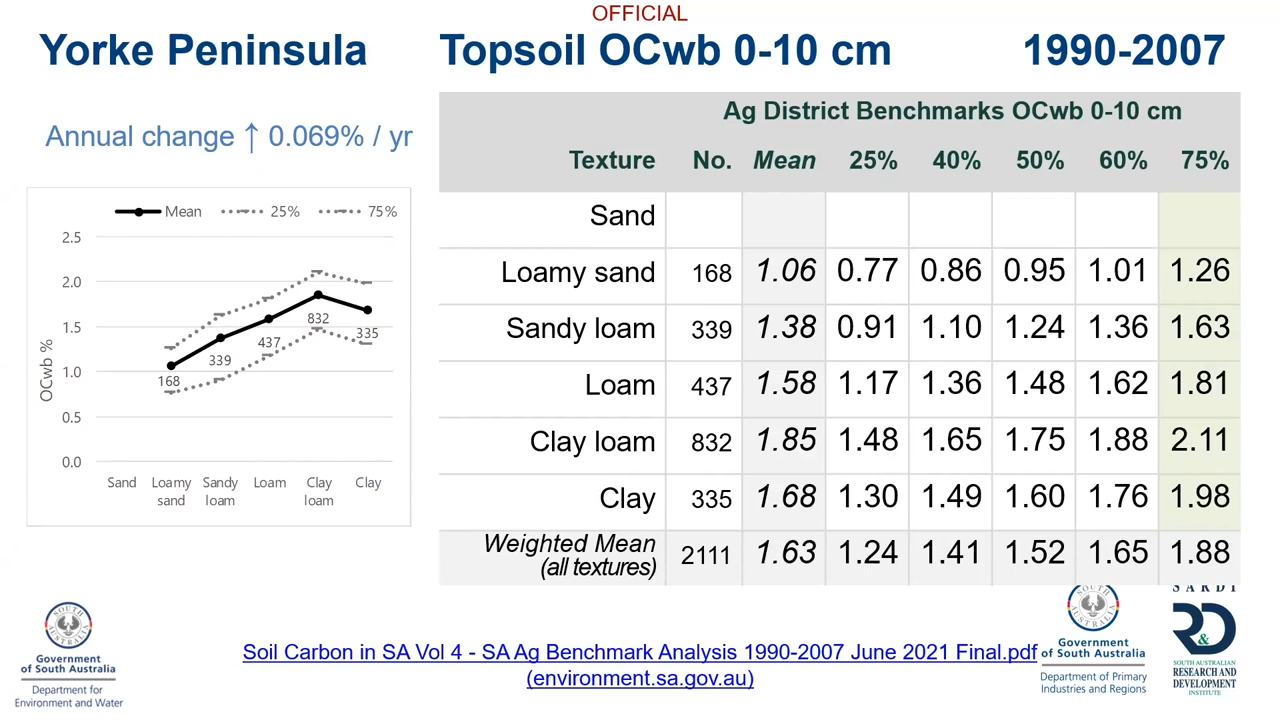 OFFICIAL
Yorke Peninsula Topsoil OCwb 0-10 cm 1990-2007
Annual change ↑ 0.069% / yr
Mean 25% 75%
2.5
2.0
1.5
1.0
0.5
0.0
OCwb %
168 339 437 832 335
Sand Loamy sand Sandy loam Loam Clay loam Clay
Ag District Benchmarks OCwb 0-10 cm
Texture No. Mean 25% 40% 50% 60% 75%
Sand
Loamy sand 168 1.06 0.77 0.86 0.95 1.01 1.26
Sandy loam 339 1.38 0.91 1.10 1.24 1.36 1.63
Loam 437 1.58 1.17 1.36 1.48 1.62 1.81
Clay loam 832 1.85 1.48 1.65 1.75 1.88 2.11
Clay 335 1.68 1.30 1.49 1.60 1.76 1.98
Weighted Mean
(all textures) 2111 1.63 1.24 1.41 1.52 1.65 1.88
SOUTH AUSTRALIA
Government
of South Australia
Department for
Environment and Water
Soil Carbon in SA Vol 4 - SA Ag Benchmark Analysis 1990-2007 June 2021 Final.pdf
(environment.sa.gov.au)
Government
of South Australia
Department of Primary
Industries and Regions
SARDI
R&D
SOUTH AUSTRALIAN
RESEARCH AND
DEVELOPMENT
INSTITUTE